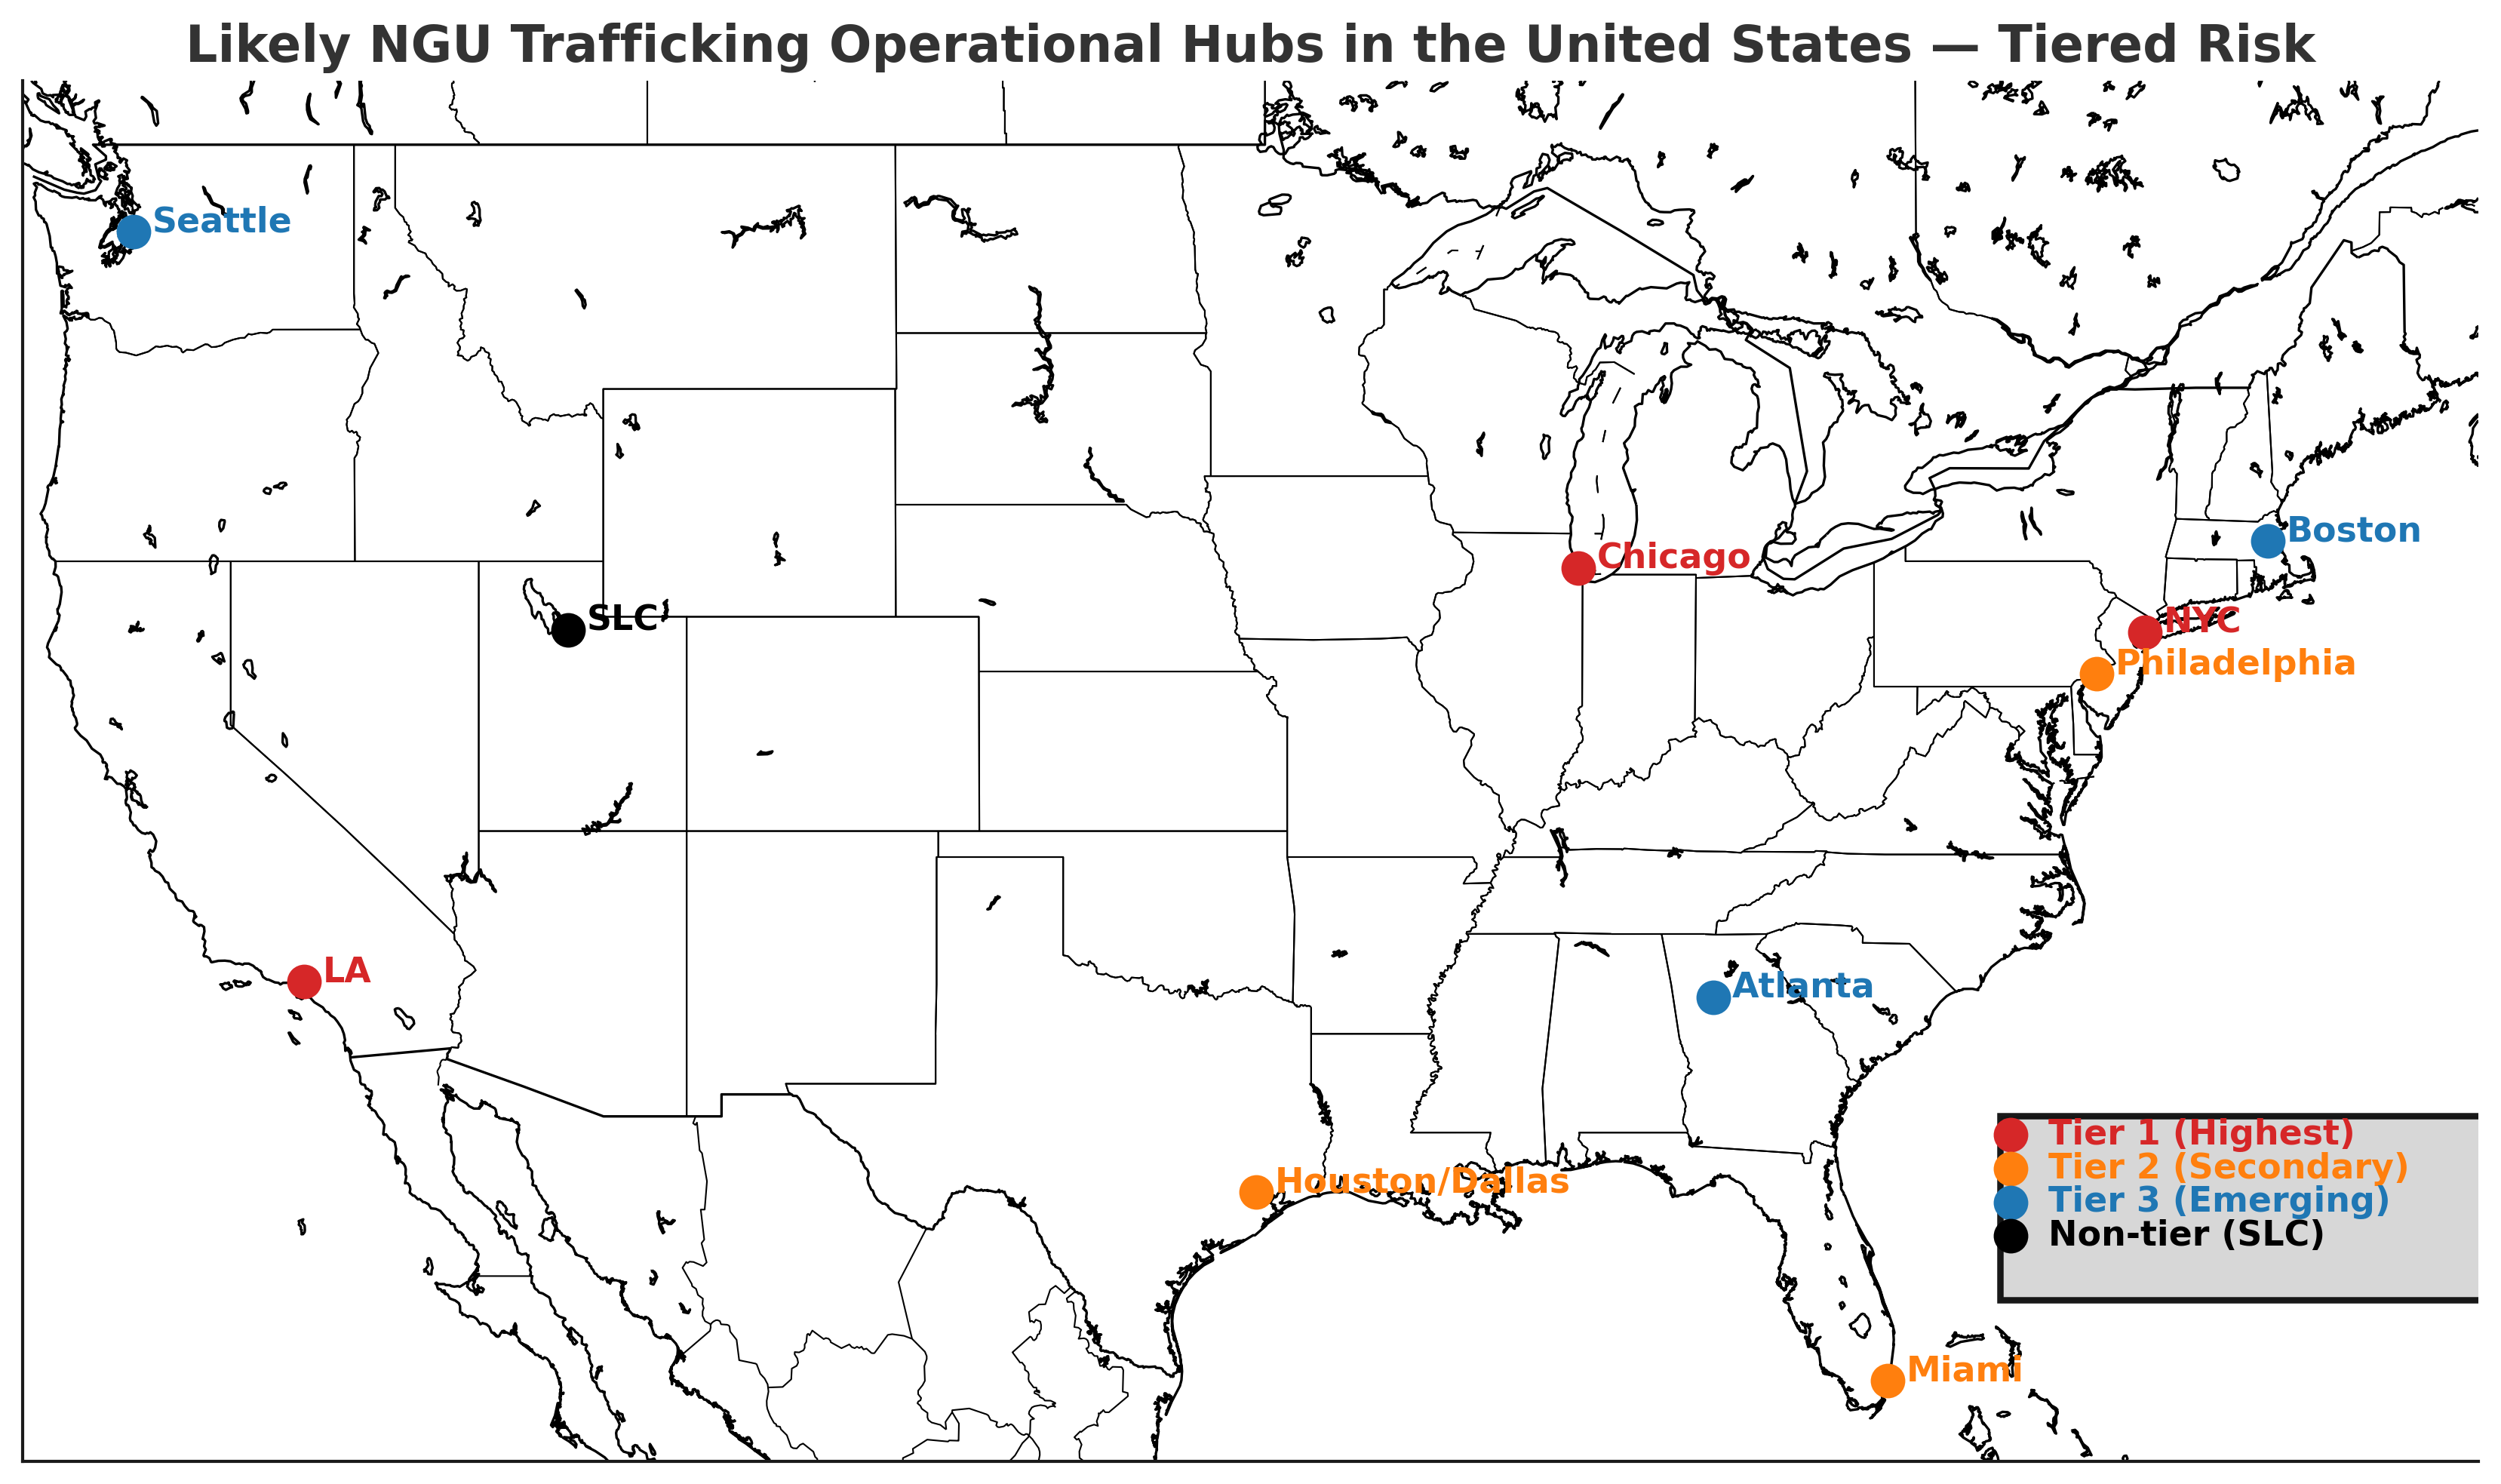 Likely NGU Trafficking Operational Hubs in the United States — Tiered Risk
Seattle
Boston
Chicago
SLC
NYC
Philadelphia
LA
Atlanta
Houston/Dallas
Miami
Tier 1 (Highest)
Tier 2 (Secondary)
Tier 3 (Emerging)
Non-tier (SLC)